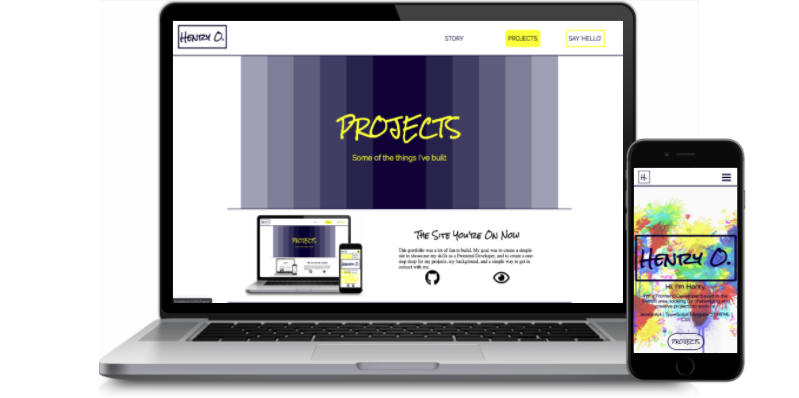 HENRY O.
STORY
PROJECTS
SAY 'HELLO'
PROJECTS
Some of the things I've built
THE SITE YOU'RE ON NOW
This portfolio was a lot of fun to build. My goal was to create a simple
site to showcase my skills as a Frontend Developer, and to create a one-
stop shop for my projects, my background, and a simple way to get in
contact with me.
PROJECTS
H.
HENRY O.
Hi, I'm Henry.
PROJECTS